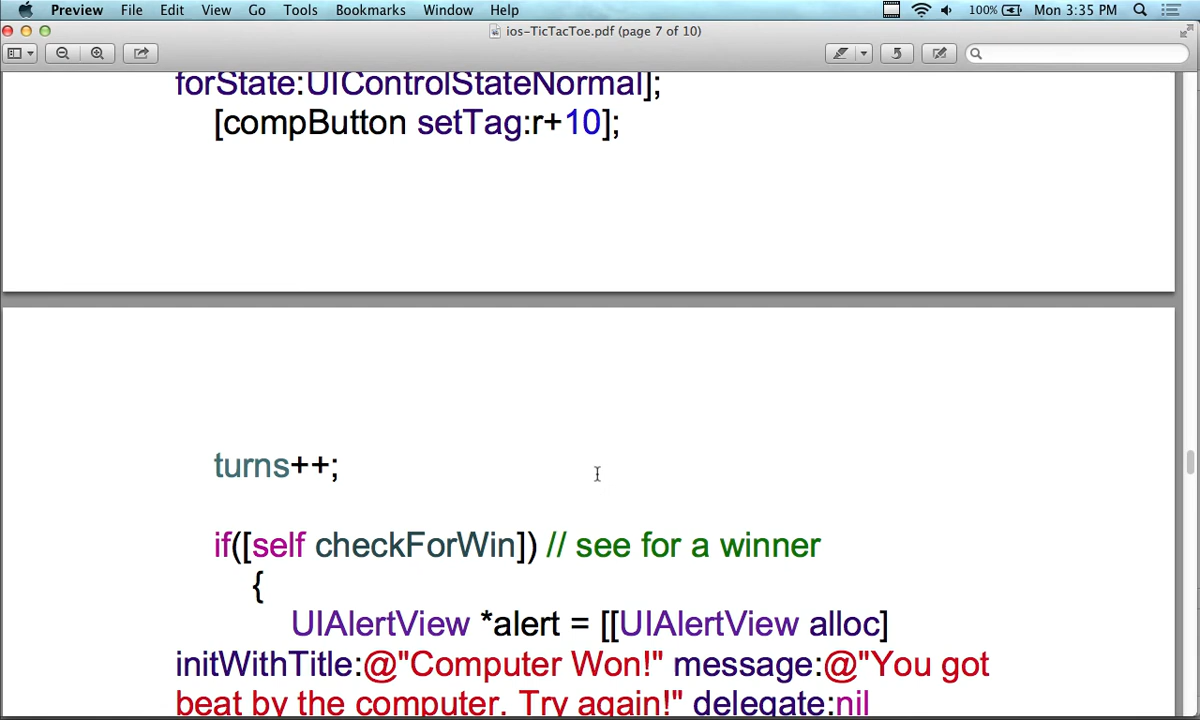 Preview File Edit View Go Tools Bookmarks Window Help 100% Mon 3:35 PM
ios-TicTacToe.pdf (page 7 of 10)
forState:UIControlStateNormal];
[compButton setTag:r+10];
turns++;
if([self checkForWin]) // see for a winner
{
UIAlertView *alert = [[UIAlertView alloc]
initWithTitle:@"Computer Won!" message:@"You got
beat by the computer. Try again!" delegate:nil